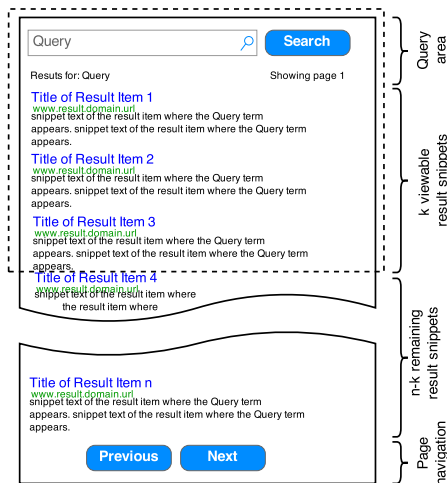 Query
Search
Resuts for: Query
Showing page 1
Title of Result Item 1
www.result.domain.url
snippet text of the result item where the Query term
appears. snippet text of the result item where the Query term
appears.
Title of Result Item 2
www.result.domain.url
snippet text of the result item where the Query term
appears. snippet text of the result item where the Query term
appears.
Title of Result Item 3
www.result.domain.url
snippet text of the result item where the Query term
appears. snippet text of the result item where the Query term
appears.
Title of Result Item 4
www.result.domain.url
snippet text of the result item where
the result item where
Title of Result Item n
www.result.domain.url
snippet text of the result item where the Query term
appears. snippet text of the result item where the Query term
appears.
Previous
Next
Query
area
k viewable
result snippets
n-k remaining
result snippets
Page
navigation